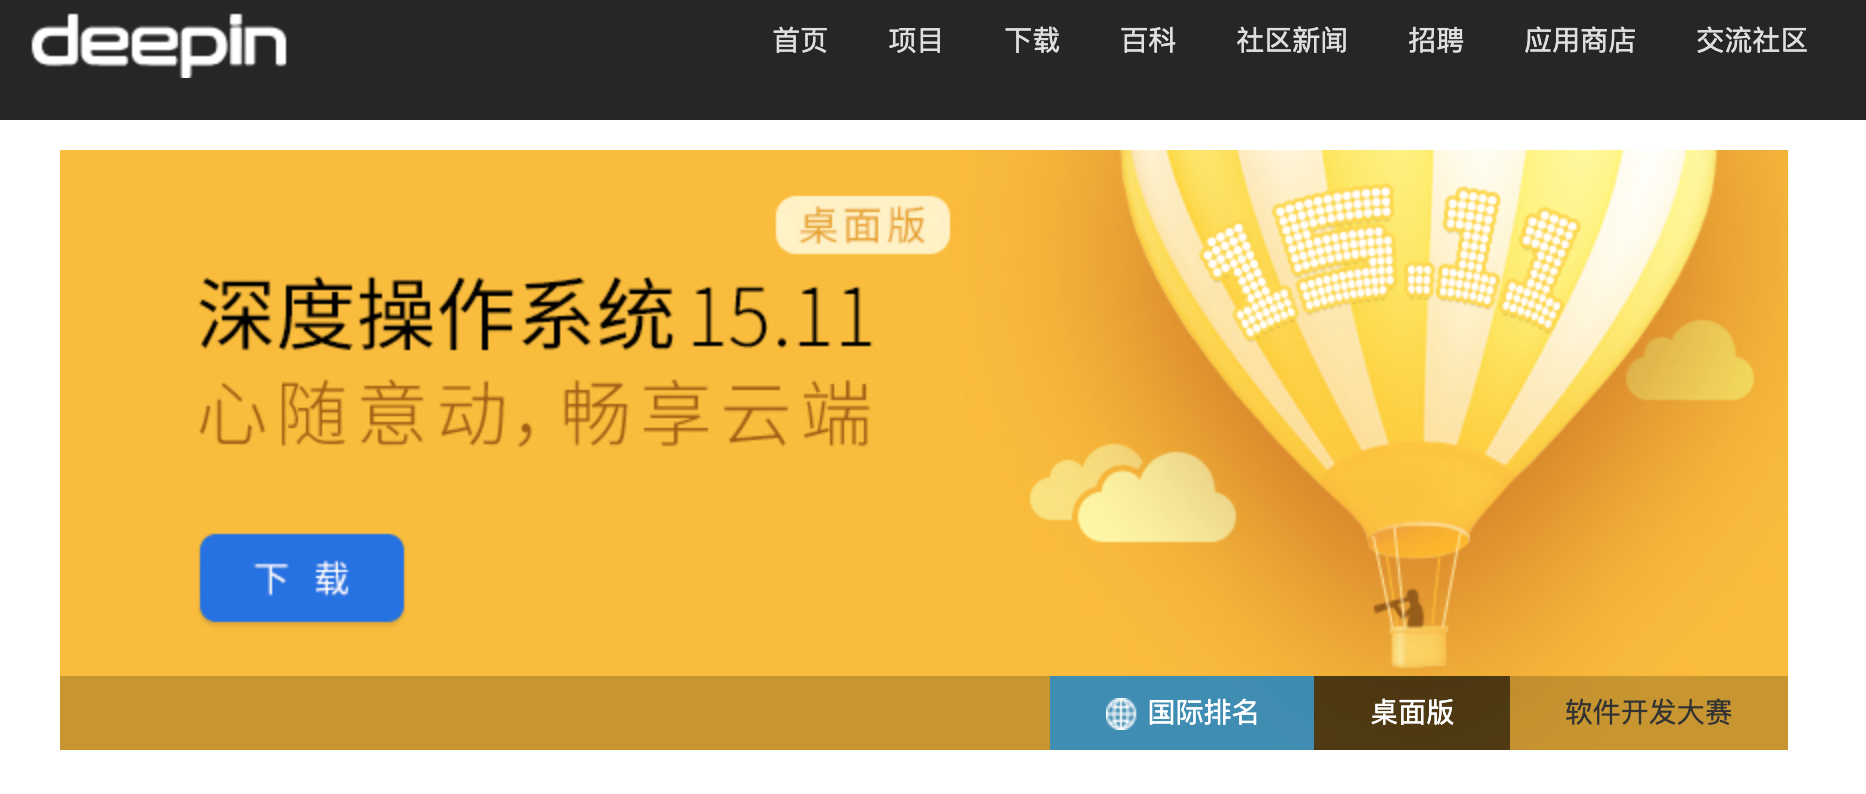 deepin
首页 项目 下载 百科 社区新闻 招聘 应用商店 交流社区
桌面版
深度操作系统 15.11
心随意动，畅享云端
下 载
15.11
国际排名 桌面版 软件开发大赛